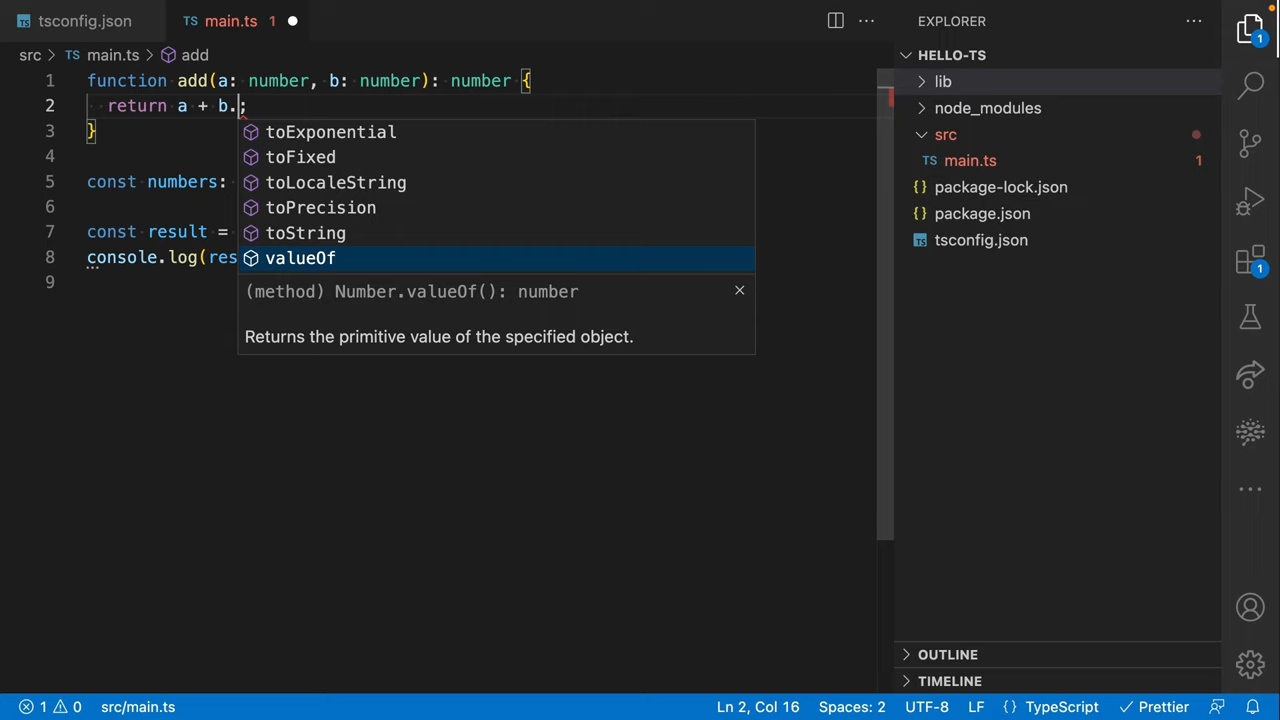 tsconfig.json
main.ts 1
EXPLORER
src > main.ts > add
HELLO-TS
1 function add(a: number, b: number): number {
2 return a + b.;
3 }
4
5 const numbers:
6
7 const result =
8 console.log(res
9
toExponential
toFixed
toLocaleString
toPrecision
toString
valueOf
(method) Number.valueOf(): number
Returns the primitive value of the specified object.
lib
node_modules
src
TS main.ts 1
{} package-lock.json
{} package.json
TS tsconfig.json
OUTLINE
TIMELINE
1
1
1 0 src/main.ts
Ln 2, Col 16 Spaces: 2 UTF-8 LF {} TypeScript Prettier